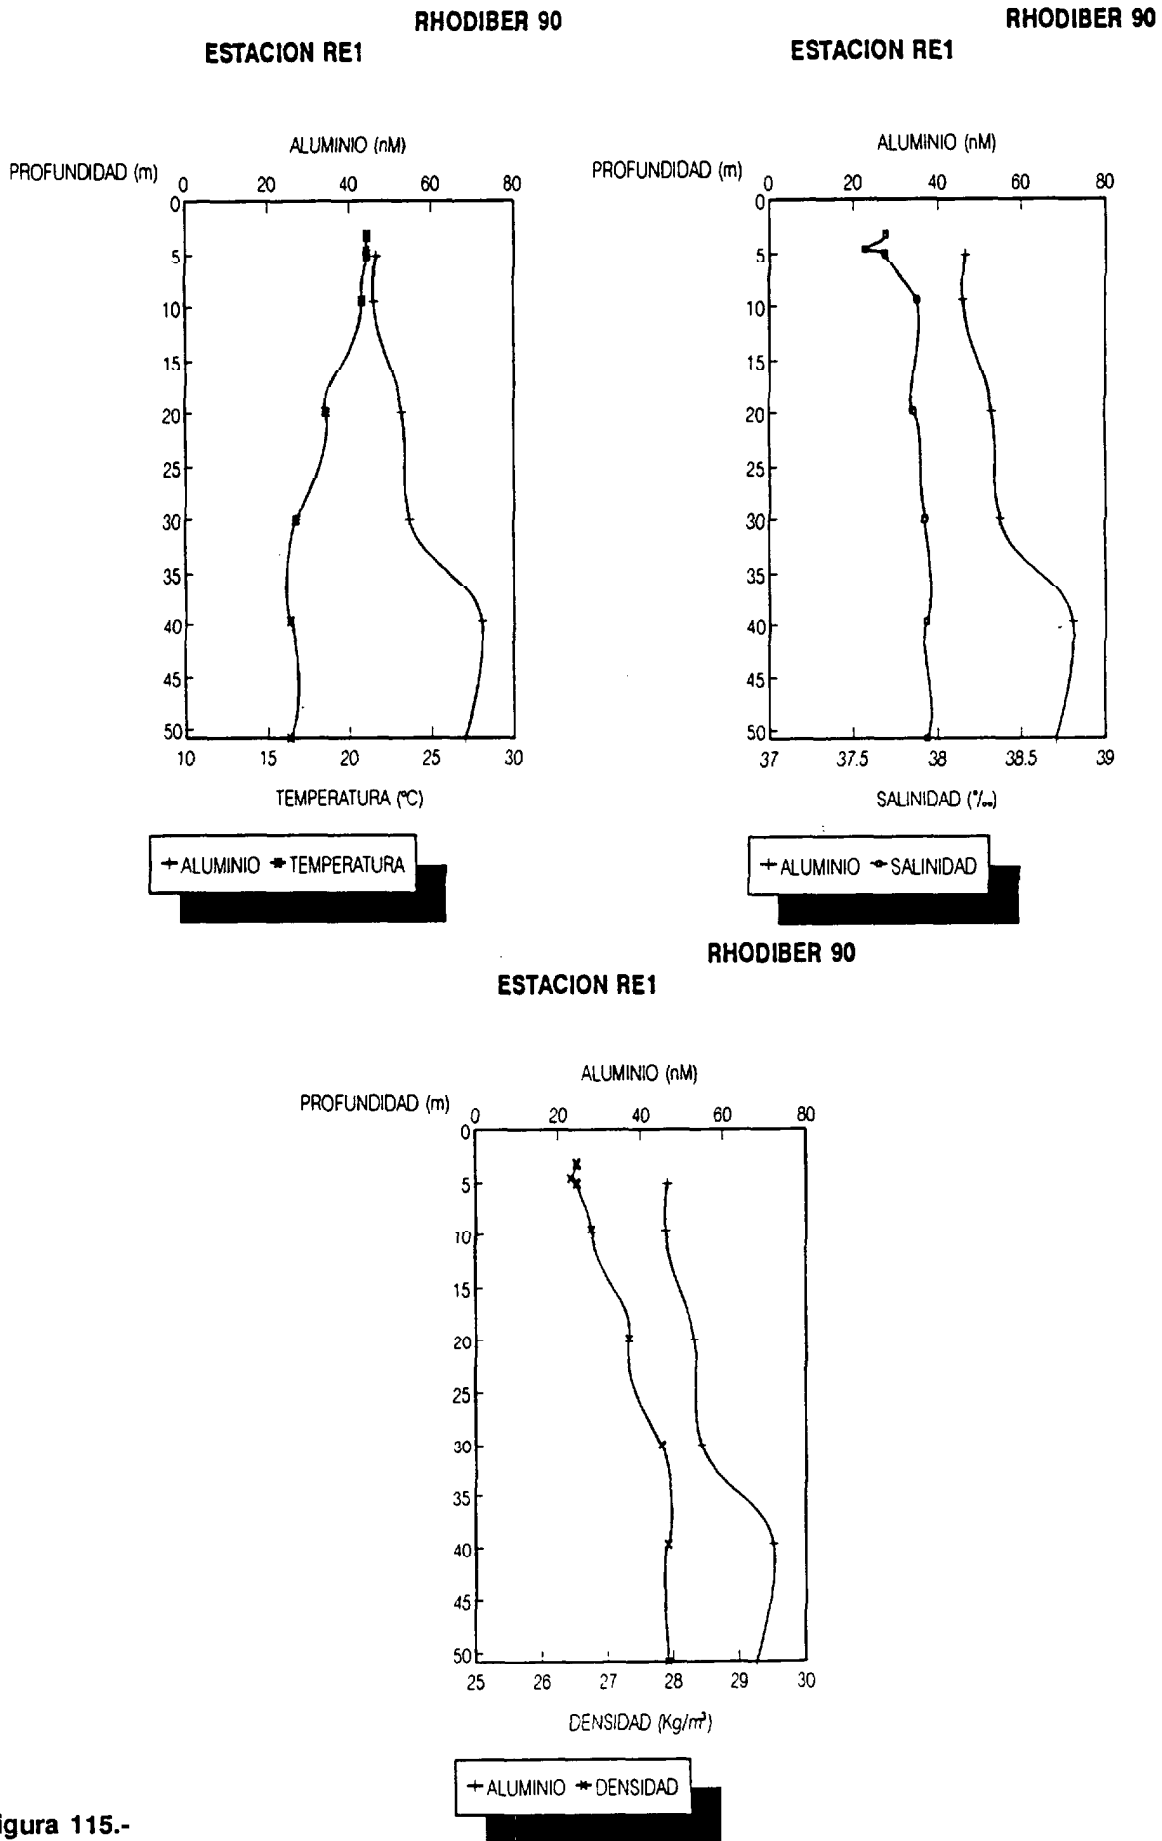 RHODIBER 90
ESTACION RE1
ALUMINIO (nM)
PROFUNDIDAD (m)
0 20 40 60 80
0
5
10
15
20
25
30
35
40
45
50
10 15 20 25 30
TEMPERATURA (ºC)
ALUMINIO TEMPERATURA
RHODIBER 90
ESTACION RE1
ALUMINIO (nM)
PROFUNDIDAD (m)
0 20 40 60 80
0
5
10
15
20
25
30
35
40
45
50
37 37.5 38 38.5 39
SALINIDAD (°/oo)
ALUMINIO SALINIDAD
RHODIBER 90
ESTACION RE1
ALUMINIO (nM)
PROFUNDIDAD (m)
0 20 40 60 80
0
5
10
15
20
25
30
35
40
45
50
25 26 27 28 29 30
DENSIDAD (Kg/m³)
ALUMINIO DENSIDAD
igura 115.-